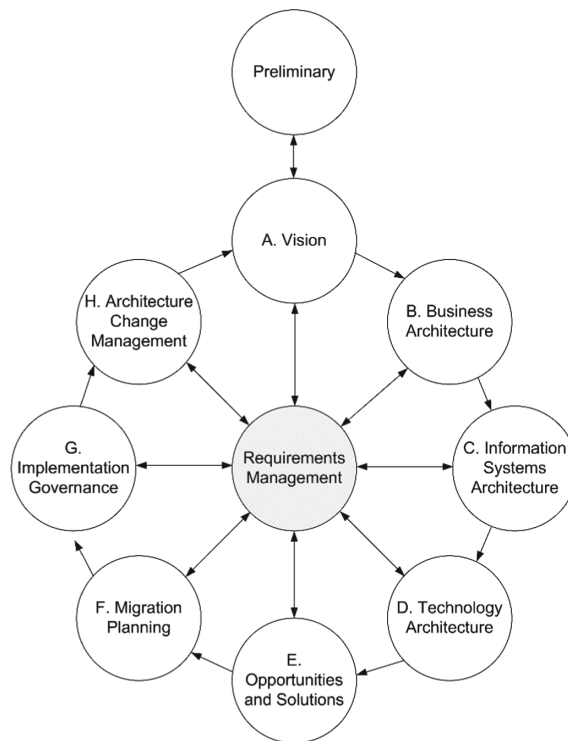 Preliminary
A. Vision
B. Business
Architecture
C. Information
Systems
Architecture
D. Technology
Architecture
E.
Opportunities
and Solutions
F. Migration
Planning
G.
Implementation
Governance
H. Architecture
Change
Management
Requirements
Management